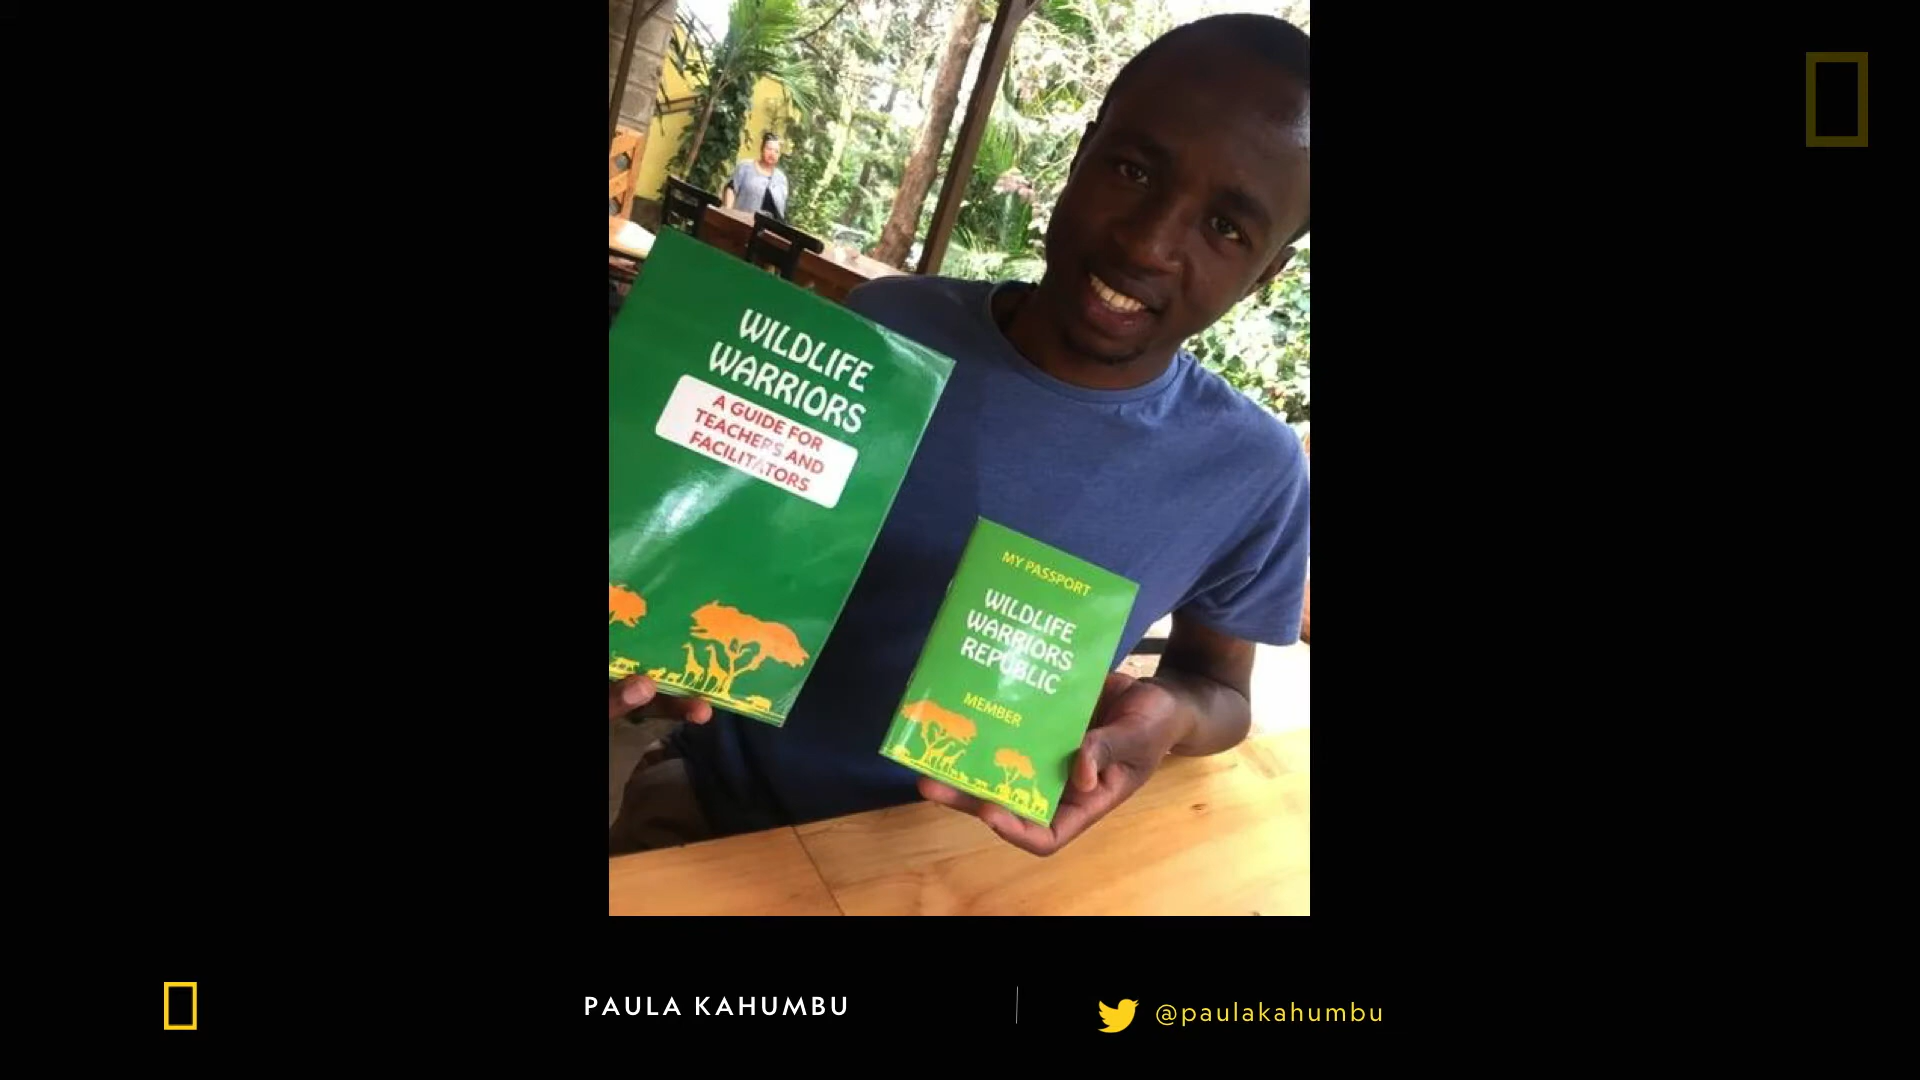 WILDLIFE
WARRIORS
A GUIDE FOR
TEACHERS AND
FACILITATORS
MY PASSPORT
WILDLIFE
WARRIORS
REPUBLIC
MEMBER
PAULA KAHUMBU
@paulakahumbu